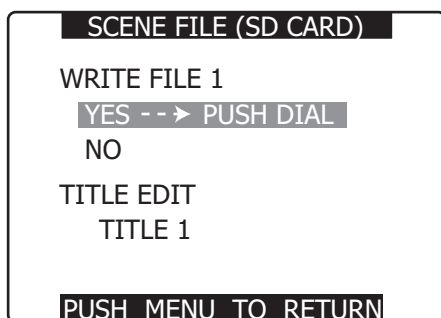 SCENE FILE (SD CARD)
WRITE FILE 1
YES --➔ PUSH DIAL
NO
TITLE EDIT
TITLE 1
PUSH MENU TO RETURN